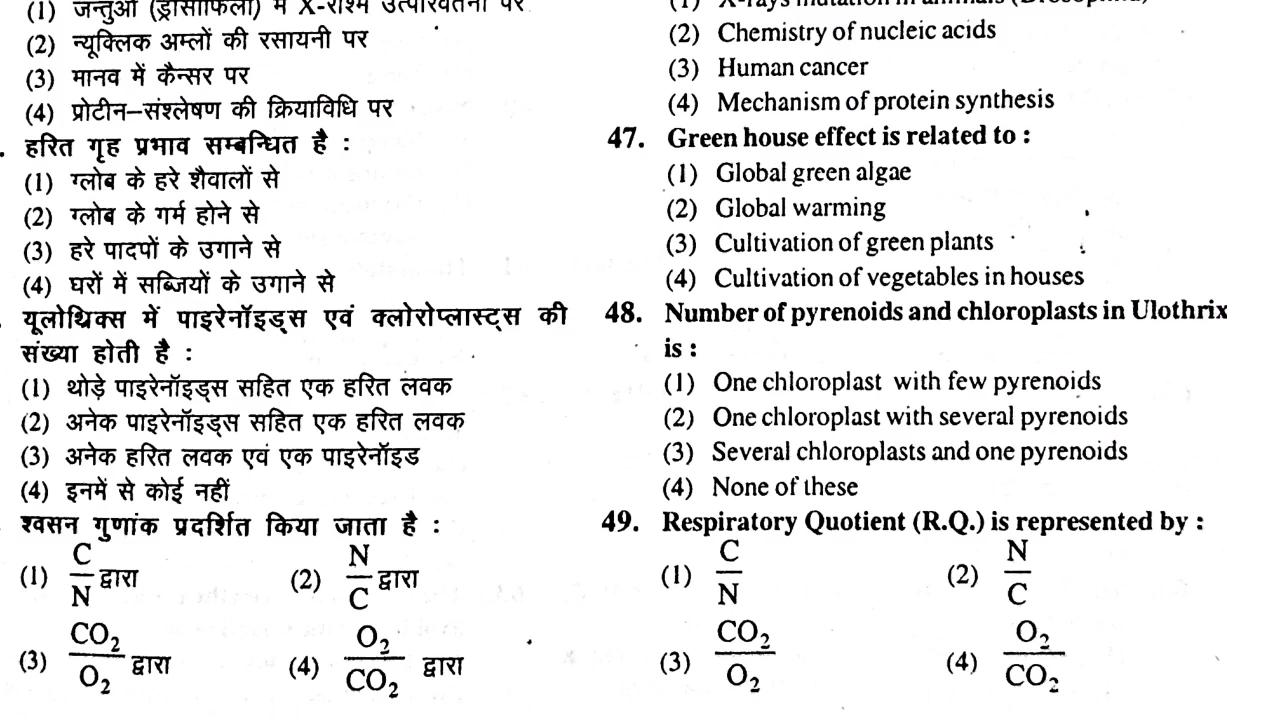 (1) जन्तुओं (ड्रोसोफिला) में X-रश्मि उत्परिवर्तनों पर
(2) न्यूक्लिक अम्लों की रसायनी पर
(3) मानव में कैन्सर पर
(4) प्रोटीन–संश्लेषण की क्रियाविधि पर
हरित गृह प्रभाव सम्बन्धित है :
(1) ग्लोब के हरे शैवालों से
(2) ग्लोब के गर्म होने से
(3) हरे पादपों के उगाने से
(4) घरों में सब्जियों के उगाने से
यूलोथ्रिक्स में पाइरेनॉइड्स एवं क्लोरोप्लास्ट्स की
संख्या होती है :
(1) थोड़े पाइरेनॉइड्स सहित एक हरित लवक
(2) अनेक पाइरेनॉइड्स सहित एक हरित लवक
(3) अनेक हरित लवक एवं एक पाइरेनॉइड
(4) इनमें से कोई नहीं
श्वसन गुणांक प्रदर्शित किया जाता है :
(1) C/N द्वारा (2) N/C द्वारा
(3) CO₂/O₂ द्वारा (4) O₂/CO₂ द्वारा
(1) X-rays mutation in animals (Drosophila)
(2) Chemistry of nucleic acids
(3) Human cancer
(4) Mechanism of protein synthesis
47. Green house effect is related to :
(1) Global green algae
(2) Global warming
(3) Cultivation of green plants
(4) Cultivation of vegetables in houses
48. Number of pyrenoids and chloroplasts in Ulothrix
is :
(1) One chloroplast with few pyrenoids
(2) One chloroplast with several pyrenoids
(3) Several chloroplasts and one pyrenoids
(4) None of these
49. Respiratory Quotient (R.Q.) is represented by :
(1) C/N (2) N/C
(3) CO₂/O₂ (4) O₂/CO₂